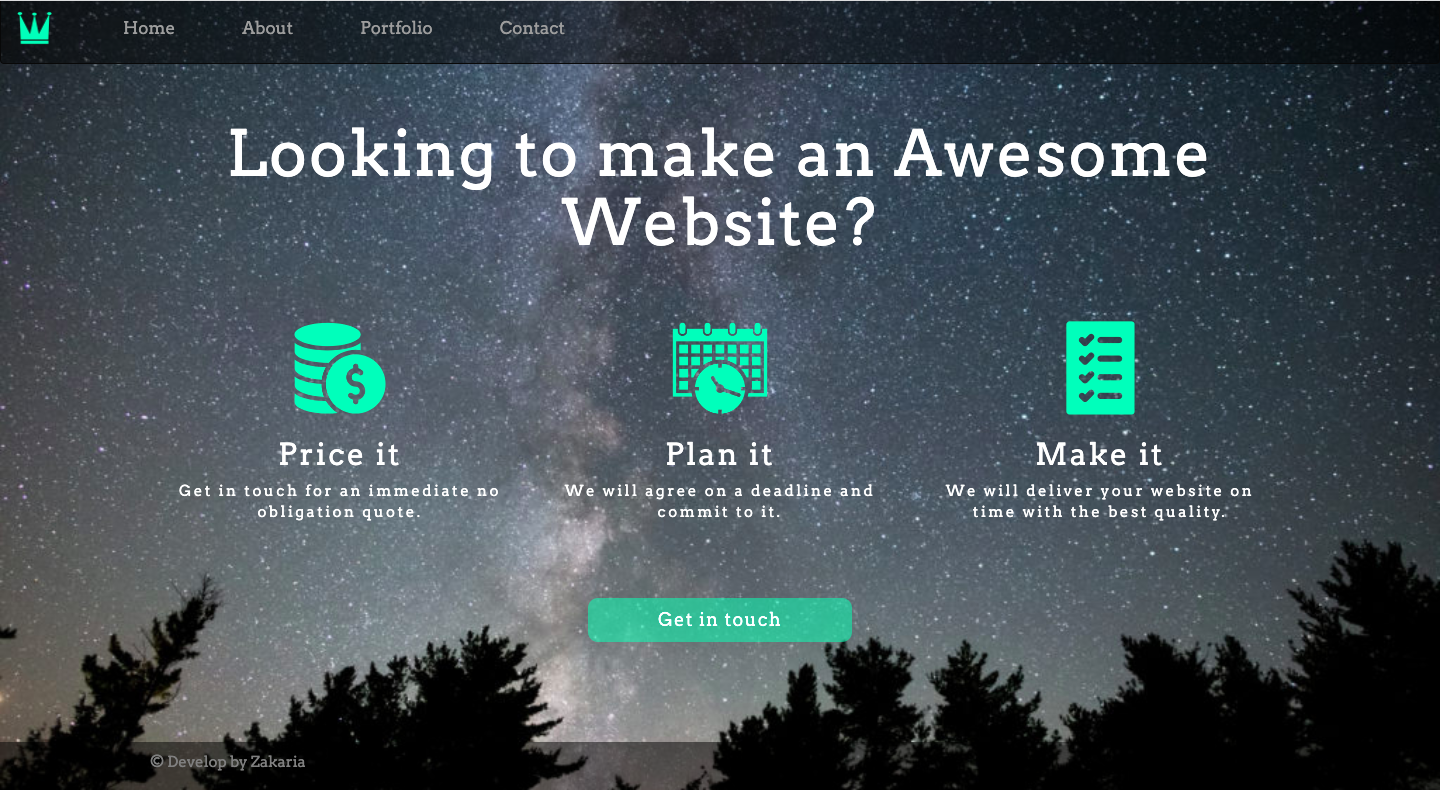 Home About Portfolio Contact
Looking to make an Awesome
Website?
$
Price it
Get in touch for an immediate no
obligation quote.
Plan it
We will agree on a deadline and
commit to it.
Make it
We will deliver your website on
time with the best quality.
Get in touch
© Develop by Zakaria